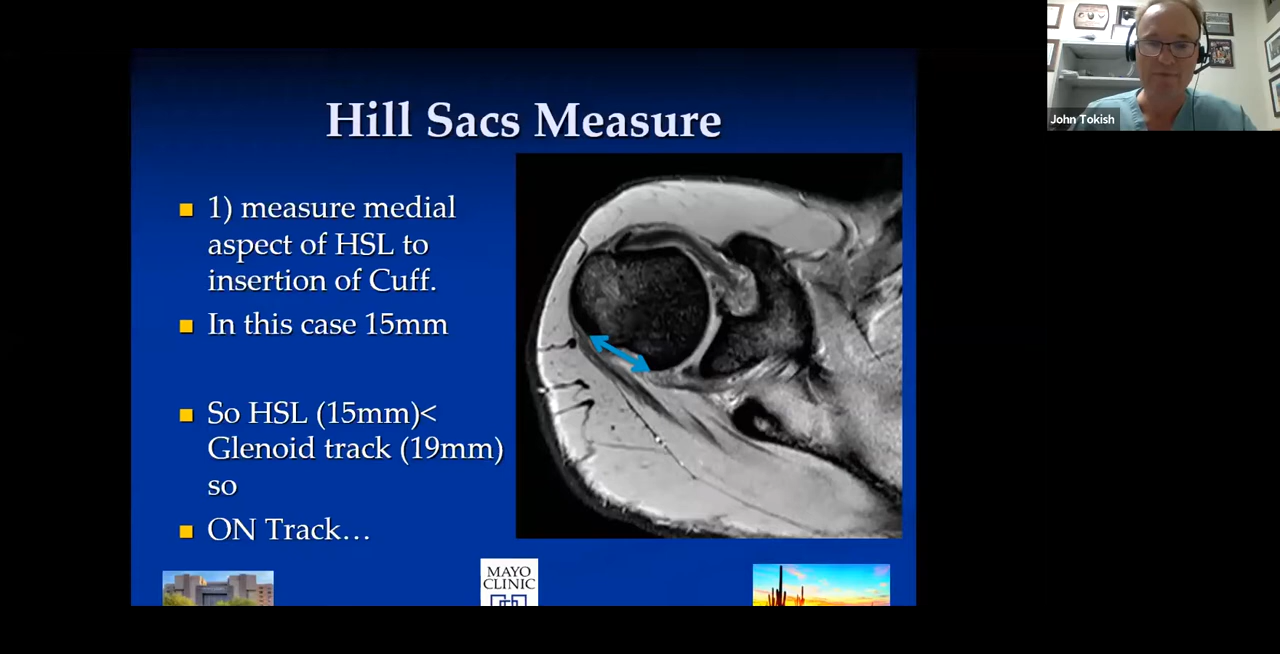 Hill Sacs Measure
1) measure medial
aspect of HSL to
insertion of Cuff.
In this case 15mm
So HSL (15mm)<
Glenoid track (19mm)
so
ON Track…
MAYO
CLINIC
John Tokish